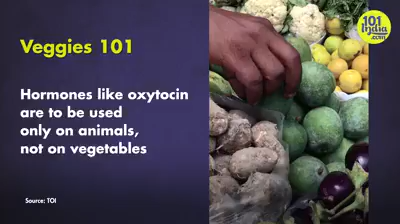 101
India
.com
Veggies 101
Hormones like oxytocin
are to be used
only on animals,
not on vegetables
Source: TOI